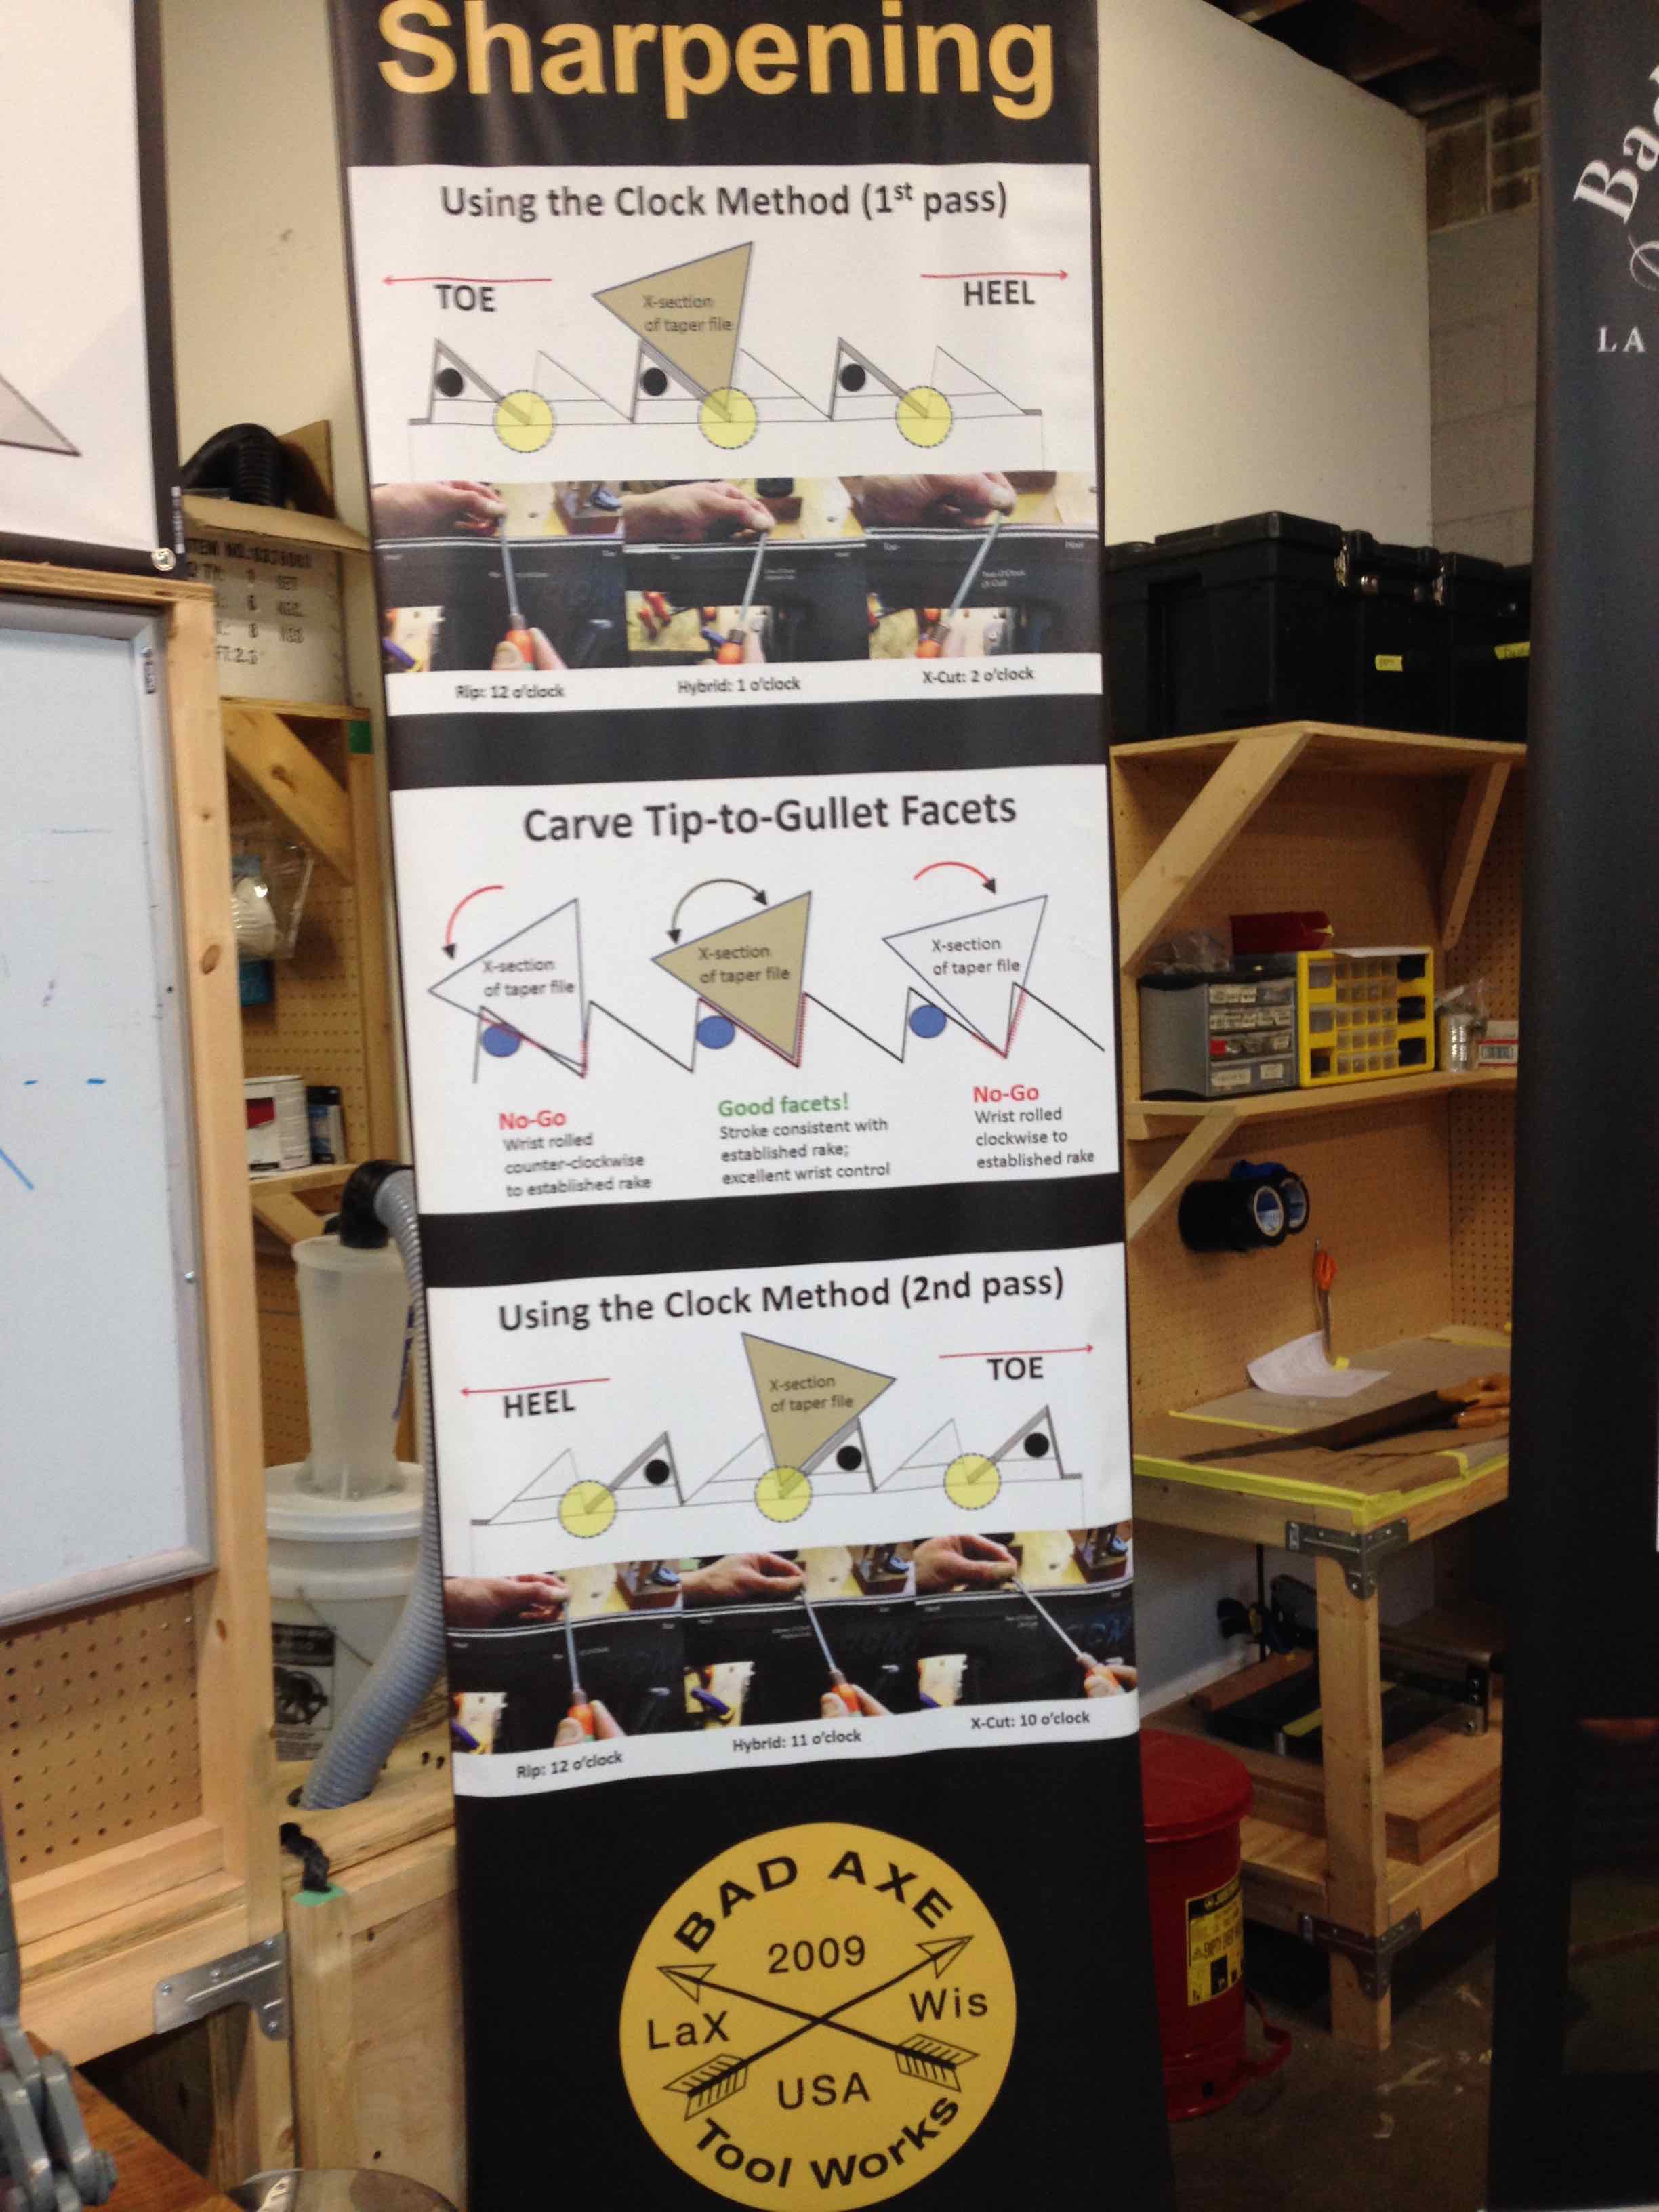 Sharpening
Using the Clock Method (1st pass)
TOE
HEEL
X-section
of taper file
Rip: 12 o'clock
Hybrid: 1 o'clock
X-Cut: 2 o'clock
Carve Tip-to-Gullet Facets
X-section
of taper file
X-section
of taper file
X-section
of taper file
No-Go
Wrist rolled
counter-clockwise
to established rake
Good facets!
Stroke consistent with
established rake;
excellent wrist control
No-Go
Wrist rolled
clockwise to
established rake
Using the Clock Method (2nd pass)
HEEL
TOE
X-section
of taper file
Rip: 12 o'clock
Hybrid: 11 o'clock
X-Cut: 10 o'clock
BAD AXE
2009
LaX
Wis
USA
Tool Works
LA